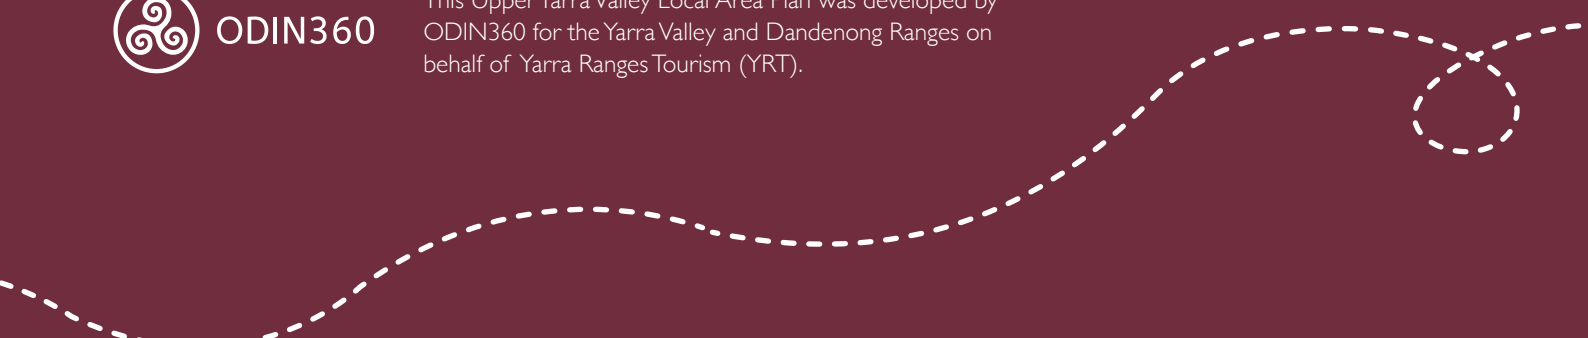 ODIN360
This Upper Yarra Valley Local Area Plan was developed by
ODIN360 for the Yarra Valley and Dandenong Ranges on
behalf of Yarra Ranges Tourism (YRT).